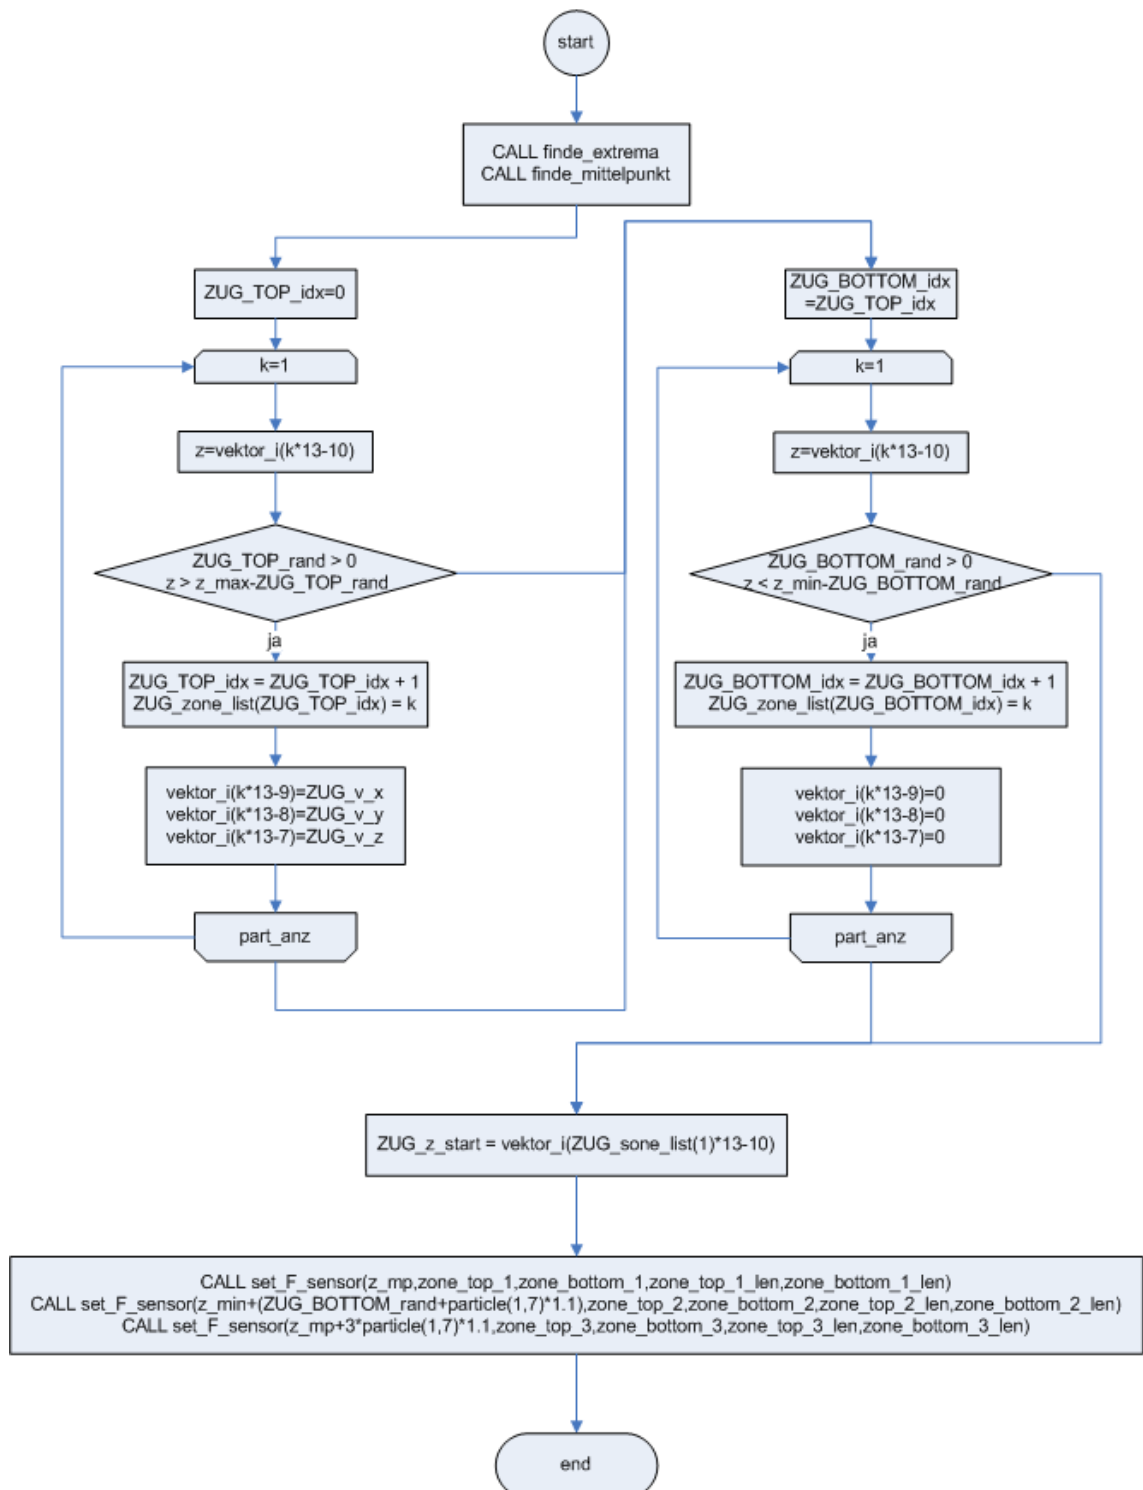 start
CALL finde_extrema
CALL finde_mittelpunkt
ZUG_TOP_idx=0
k=1
z=vektor_i(k*13-10)
ZUG_TOP_rand > 0
z > z_max-ZUG_TOP_rand
ja
ZUG_TOP_idx = ZUG_TOP_idx + 1
ZUG_zone_list(ZUG_TOP_idx) = k
vektor_i(k*13-9)=ZUG_v_x
vektor_i(k*13-8)=ZUG_v_y
vektor_i(k*13-7)=ZUG_v_z
part_anz
ZUG_BOTTOM_idx
=ZUG_TOP_idx
k=1
z=vektor_i(k*13-10)
ZUG_BOTTOM_rand > 0
z < z_min-ZUG_BOTTOM_rand
ja
ZUG_BOTTOM_idx = ZUG_BOTTOM_idx + 1
ZUG_zone_list(ZUG_BOTTOM_idx) = k
vektor_i(k*13-9)=0
vektor_i(k*13-8)=0
vektor_i(k*13-7)=0
part_anz
ZUG_z_start = vektor_i(ZUG_sone_list(1)*13-10)
CALL set_F_sensor(z_mp,zone_top_1,zone_bottom_1,zone_top_1_len,zone_bottom_1_len)
CALL set_F_sensor(z_min+(ZUG_BOTTOM_rand+particle(1,7)*1.1),zone_top_2,zone_bottom_2,zone_top_2_len,zone_bottom_2_len)
CALL set_F_sensor(z_mp+3*particle(1,7)*1.1,zone_top_3,zone_bottom_3,zone_top_3_len,zone_bottom_3_len)
end